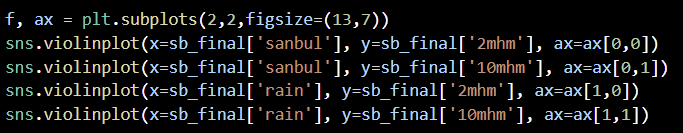 f, ax = plt.subplots(2,2,figsize=(13,7))
sns.violinplot(x=sb_final['sanbul'], y=sb_final['2mhm'], ax=ax[0,0])
sns.violinplot(x=sb_final['sanbul'], y=sb_final['10mhm'], ax=ax[0,1])
sns.violinplot(x=sb_final['rain'], y=sb_final['2mhm'], ax=ax[1,0])
sns.violinplot(x=sb_final['rain'], y=sb_final['10mhm'], ax=ax[1,1])